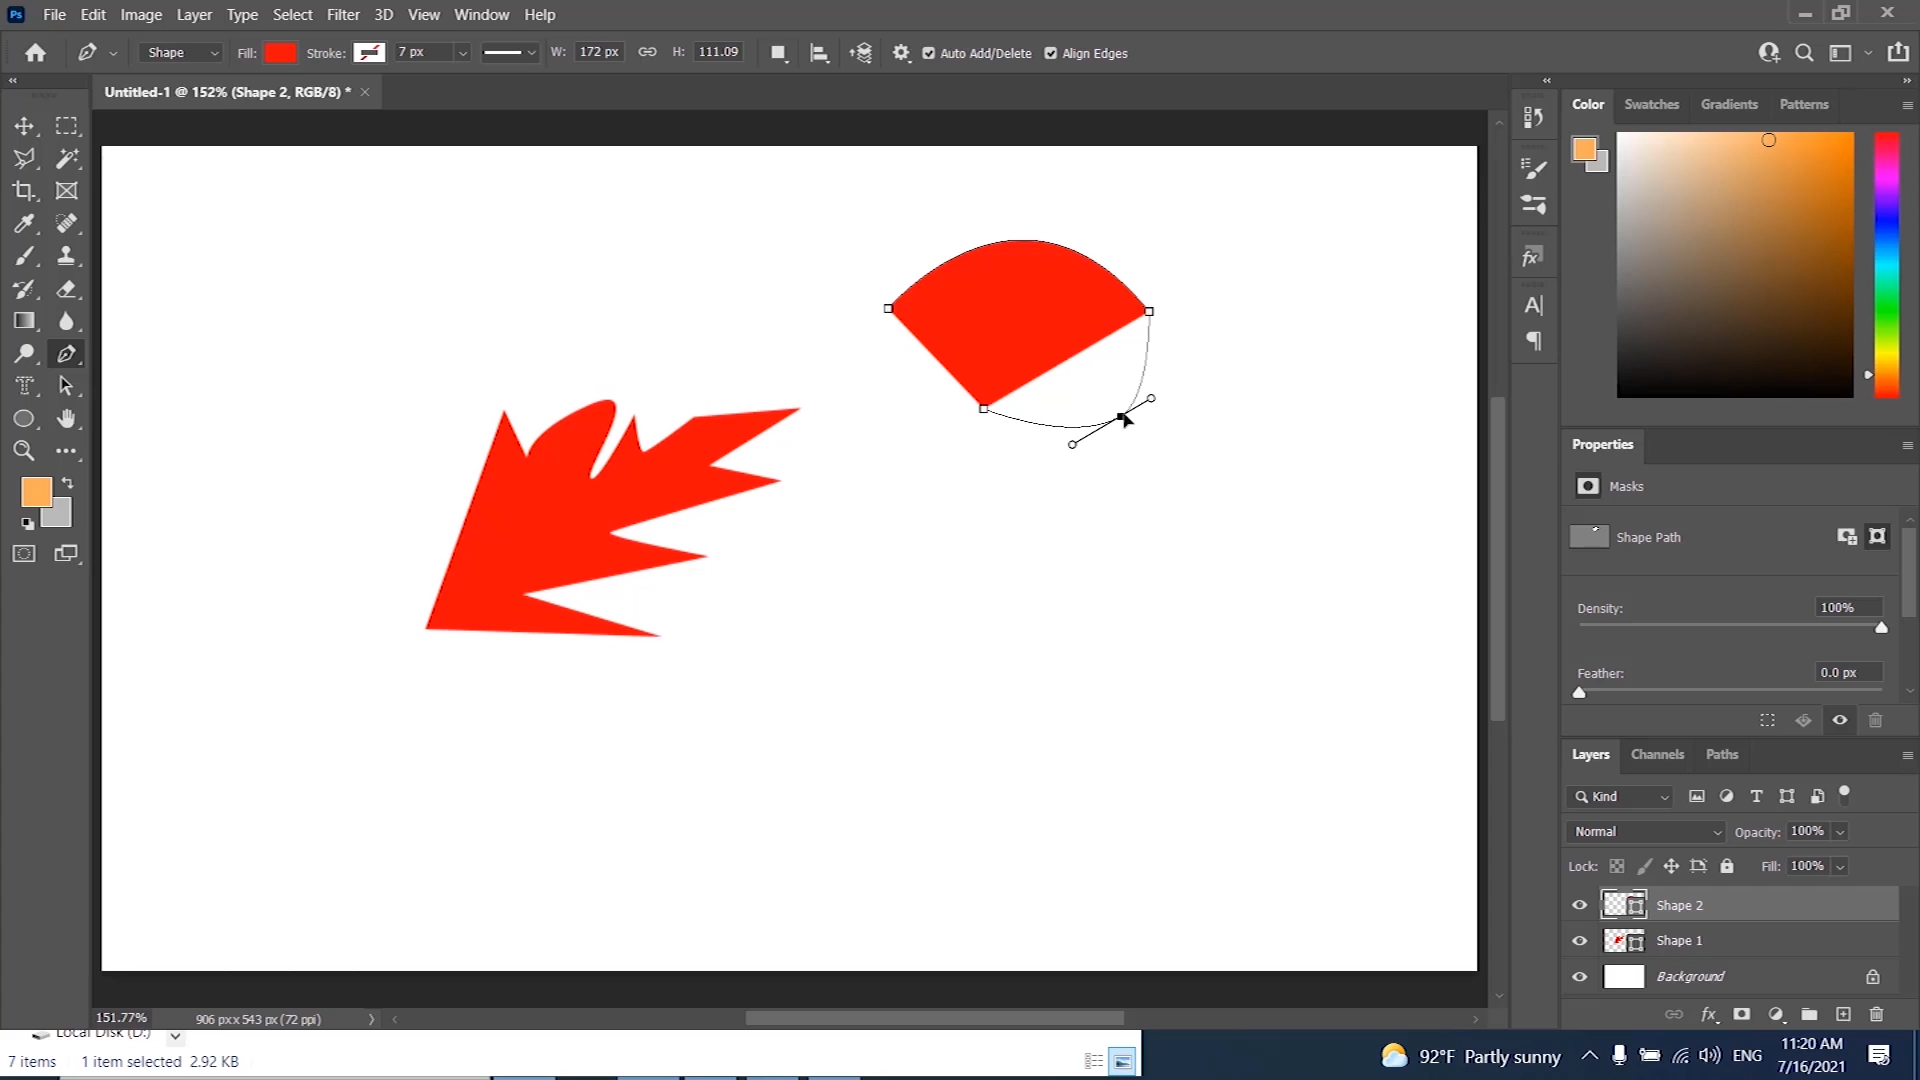 Ps File Edit Image Layer Type Select Filter 3D View Window Help
Shape Fill: Stroke: 7 px W: 172 px H: 111.09 Auto Add/Delete Align Edges
Untitled-1 @ 152% (Shape 2, RGB/8) *
Color Swatches Gradients Patterns
Properties
Masks
Shape Path
Density: 100%
Feather: 0.0 px
Layers Channels Paths
Kind
Normal Opacity: 100%
Lock: Fill: 100%
Shape 2
Shape 1
Background
fx
151.77% 906 px x 543 px (72 ppi)
Local Disk (D:)
7 items 1 item selected 2.92 KB
92°F Partly sunny ENG 11:20 AM
7/16/2021